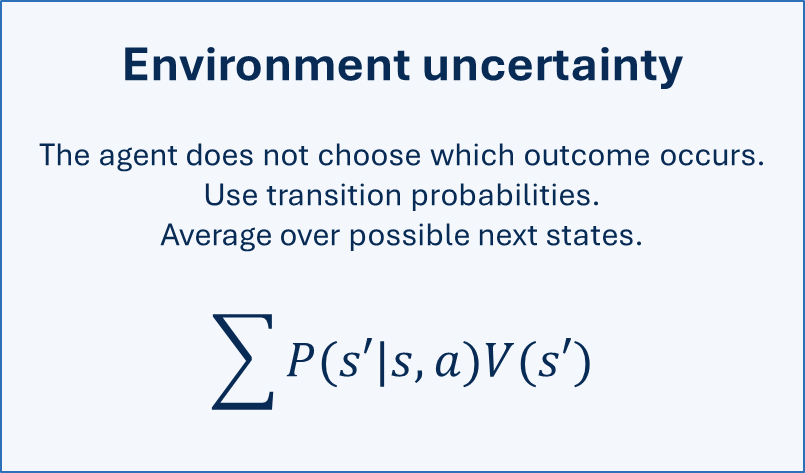 Environment uncertainty
The agent does not choose which outcome occurs.
Use transition probabilities.
Average over possible next states.
∑ P(s′|s, a)V(s′)